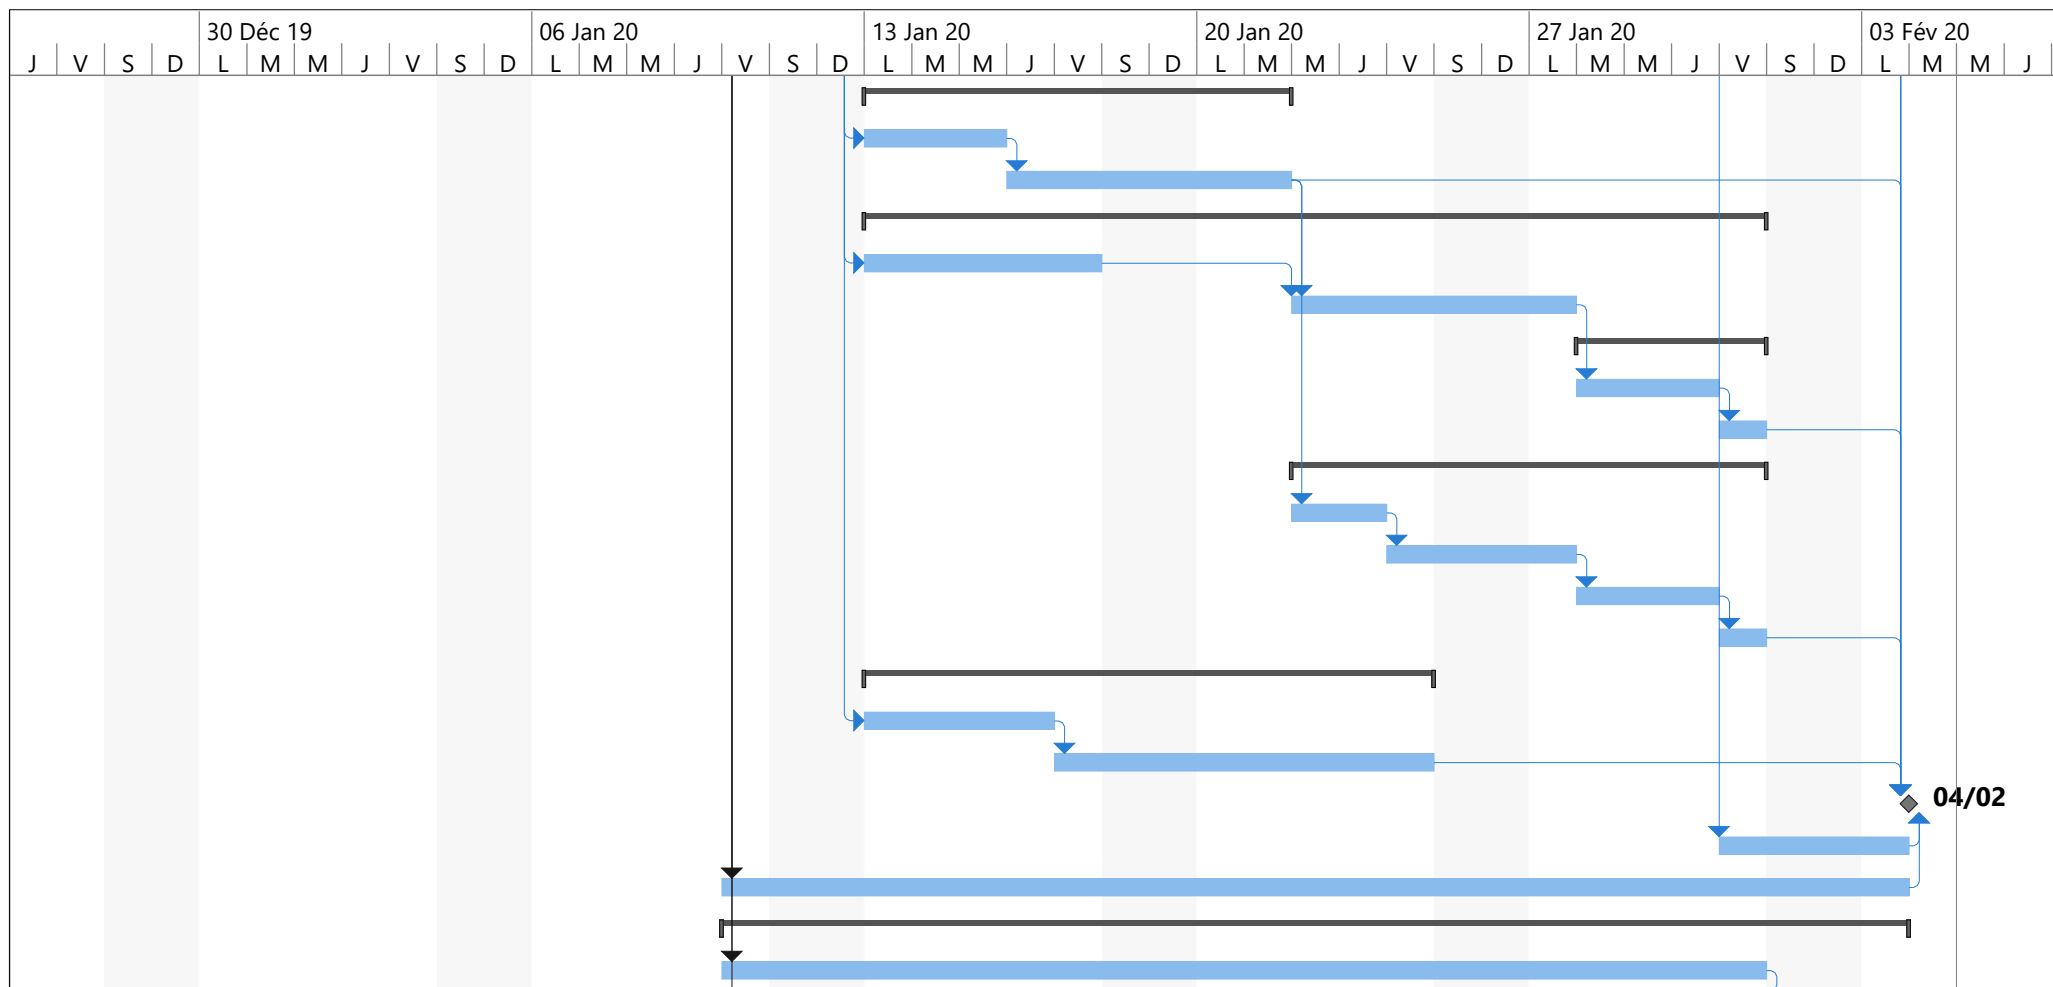 30 Déc 19 06 Jan 20 13 Jan 20 20 Jan 20 27 Jan 20 03 Fév 20
J V S D L M M J V S D L M M J V S D L M M J V S D L M M J V S D L M M J V S D L M M J
04/02